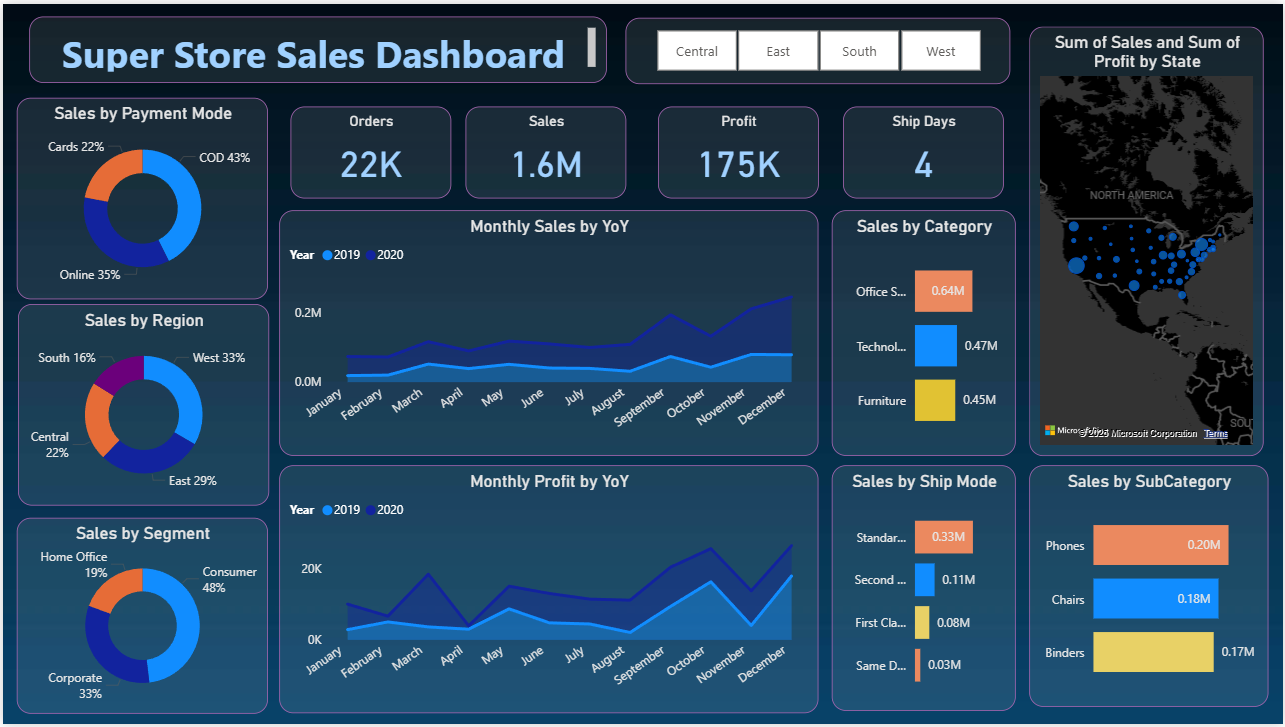 Super Store Sales Dashboard
Central
East
South
West
Sum of Sales and Sum of
Profit by State
Sales by Payment Mode
Cards 22%
COD 43%
Online 35%
Orders
22K
Sales
1.6M
Profit
175K
Ship Days
4
NORTH AMERICA
SOU
© 2025 Microsoft Corporation
Terms
Monthly Sales by YoY
Year 2019 2020
0.2M
0.0M
January
February
March
April
May
June
July
August
September
October
November
December
Sales by Category
Office S... 0.64M
Technol... 0.47M
Furniture 0.45M
Sales by Region
South 16%
West 33%
Central
22%
East 29%
Monthly Profit by YoY
Year 2019 2020
20K
0K
January
February
March
April
May
June
July
August
September
October
November
December
Sales by Ship Mode
Standar... 0.33M
Second ... 0.11M
First Cla... 0.08M
Same D... 0.03M
Sales by SubCategory
Phones 0.20M
Chairs 0.18M
Binders 0.17M
Sales by Segment
Home Office
19%
Consumer
48%
Corporate
33%